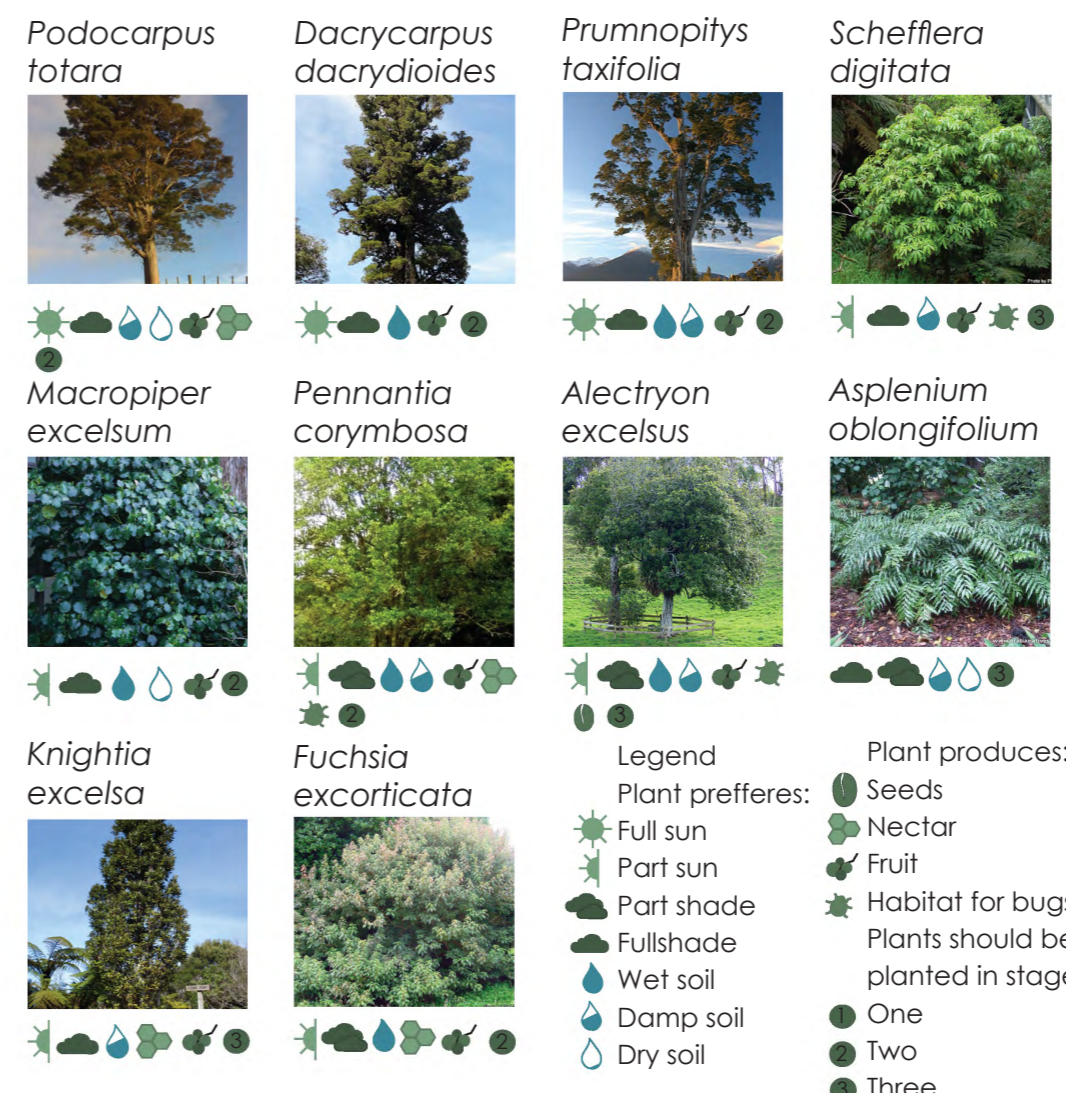 Podocarpus
totara
Dacrycarpus
dacrydioides
Prumnopitys
taxifolia
Schefflera
digitata
2
2
2
3
Macropiper
excelsum
Pennantia
corymbosa
Alectryon
excelsus
Asplenium
oblongifolium
2
2
3
3
Knightia
excelsa
Fuchsia
excorticata
3
2
Legend
Plant prefferes:
Full sun
Part sun
Part shade
Fullshade
Wet soil
Damp soil
Dry soil
Plant produces:
Seeds
Nectar
Fruit
Habitat for bugs
Plants should be
planted in stage
1 One
2 Two
3 Three